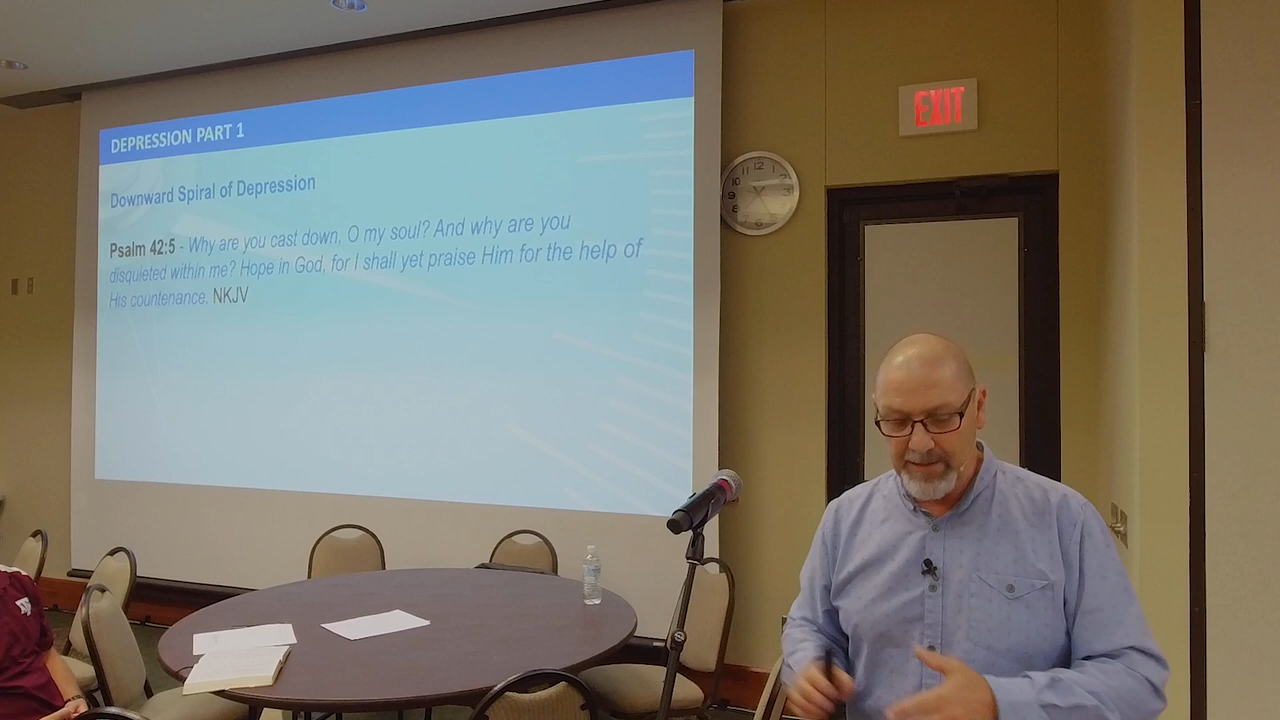 DEPRESSION PART 1
Downward Spiral of Depression
Psalm 42:5 - Why are you cast down, O my soul? And why are you
disquieted within me? Hope in God, for I shall yet praise Him for the help of
His countenance. NKJV
EXIT